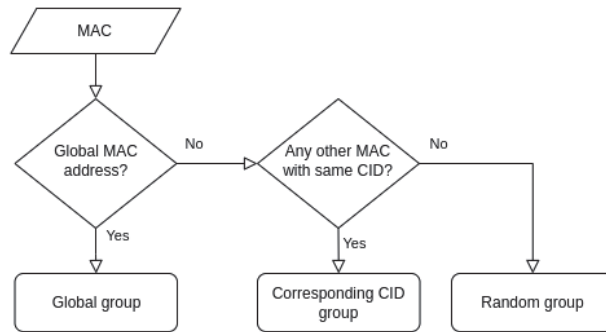 MAC
Global MAC
address?
No
Any other MAC
with same CID?
No
Yes
Yes
Global group
Corresponding CID
group
Random group